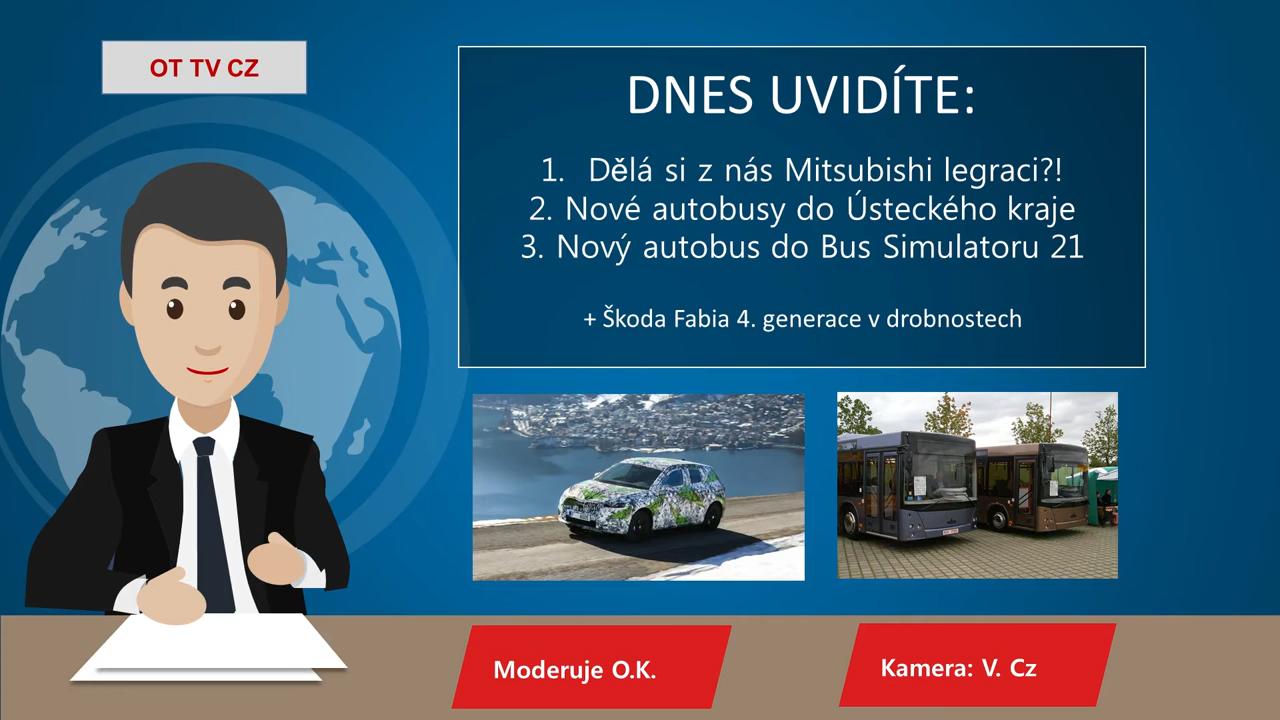 OT TV CZ
DNES UVIDÍTE:
1. Dělá si z nás Mitsubishi legraci?!
2. Nové autobusy do Ústeckého kraje
3. Nový autobus do Bus Simulatoru 21
+ Škoda Fabia 4. generace v drobnostech
Moderuje O.K.
Kamera: V. Cz